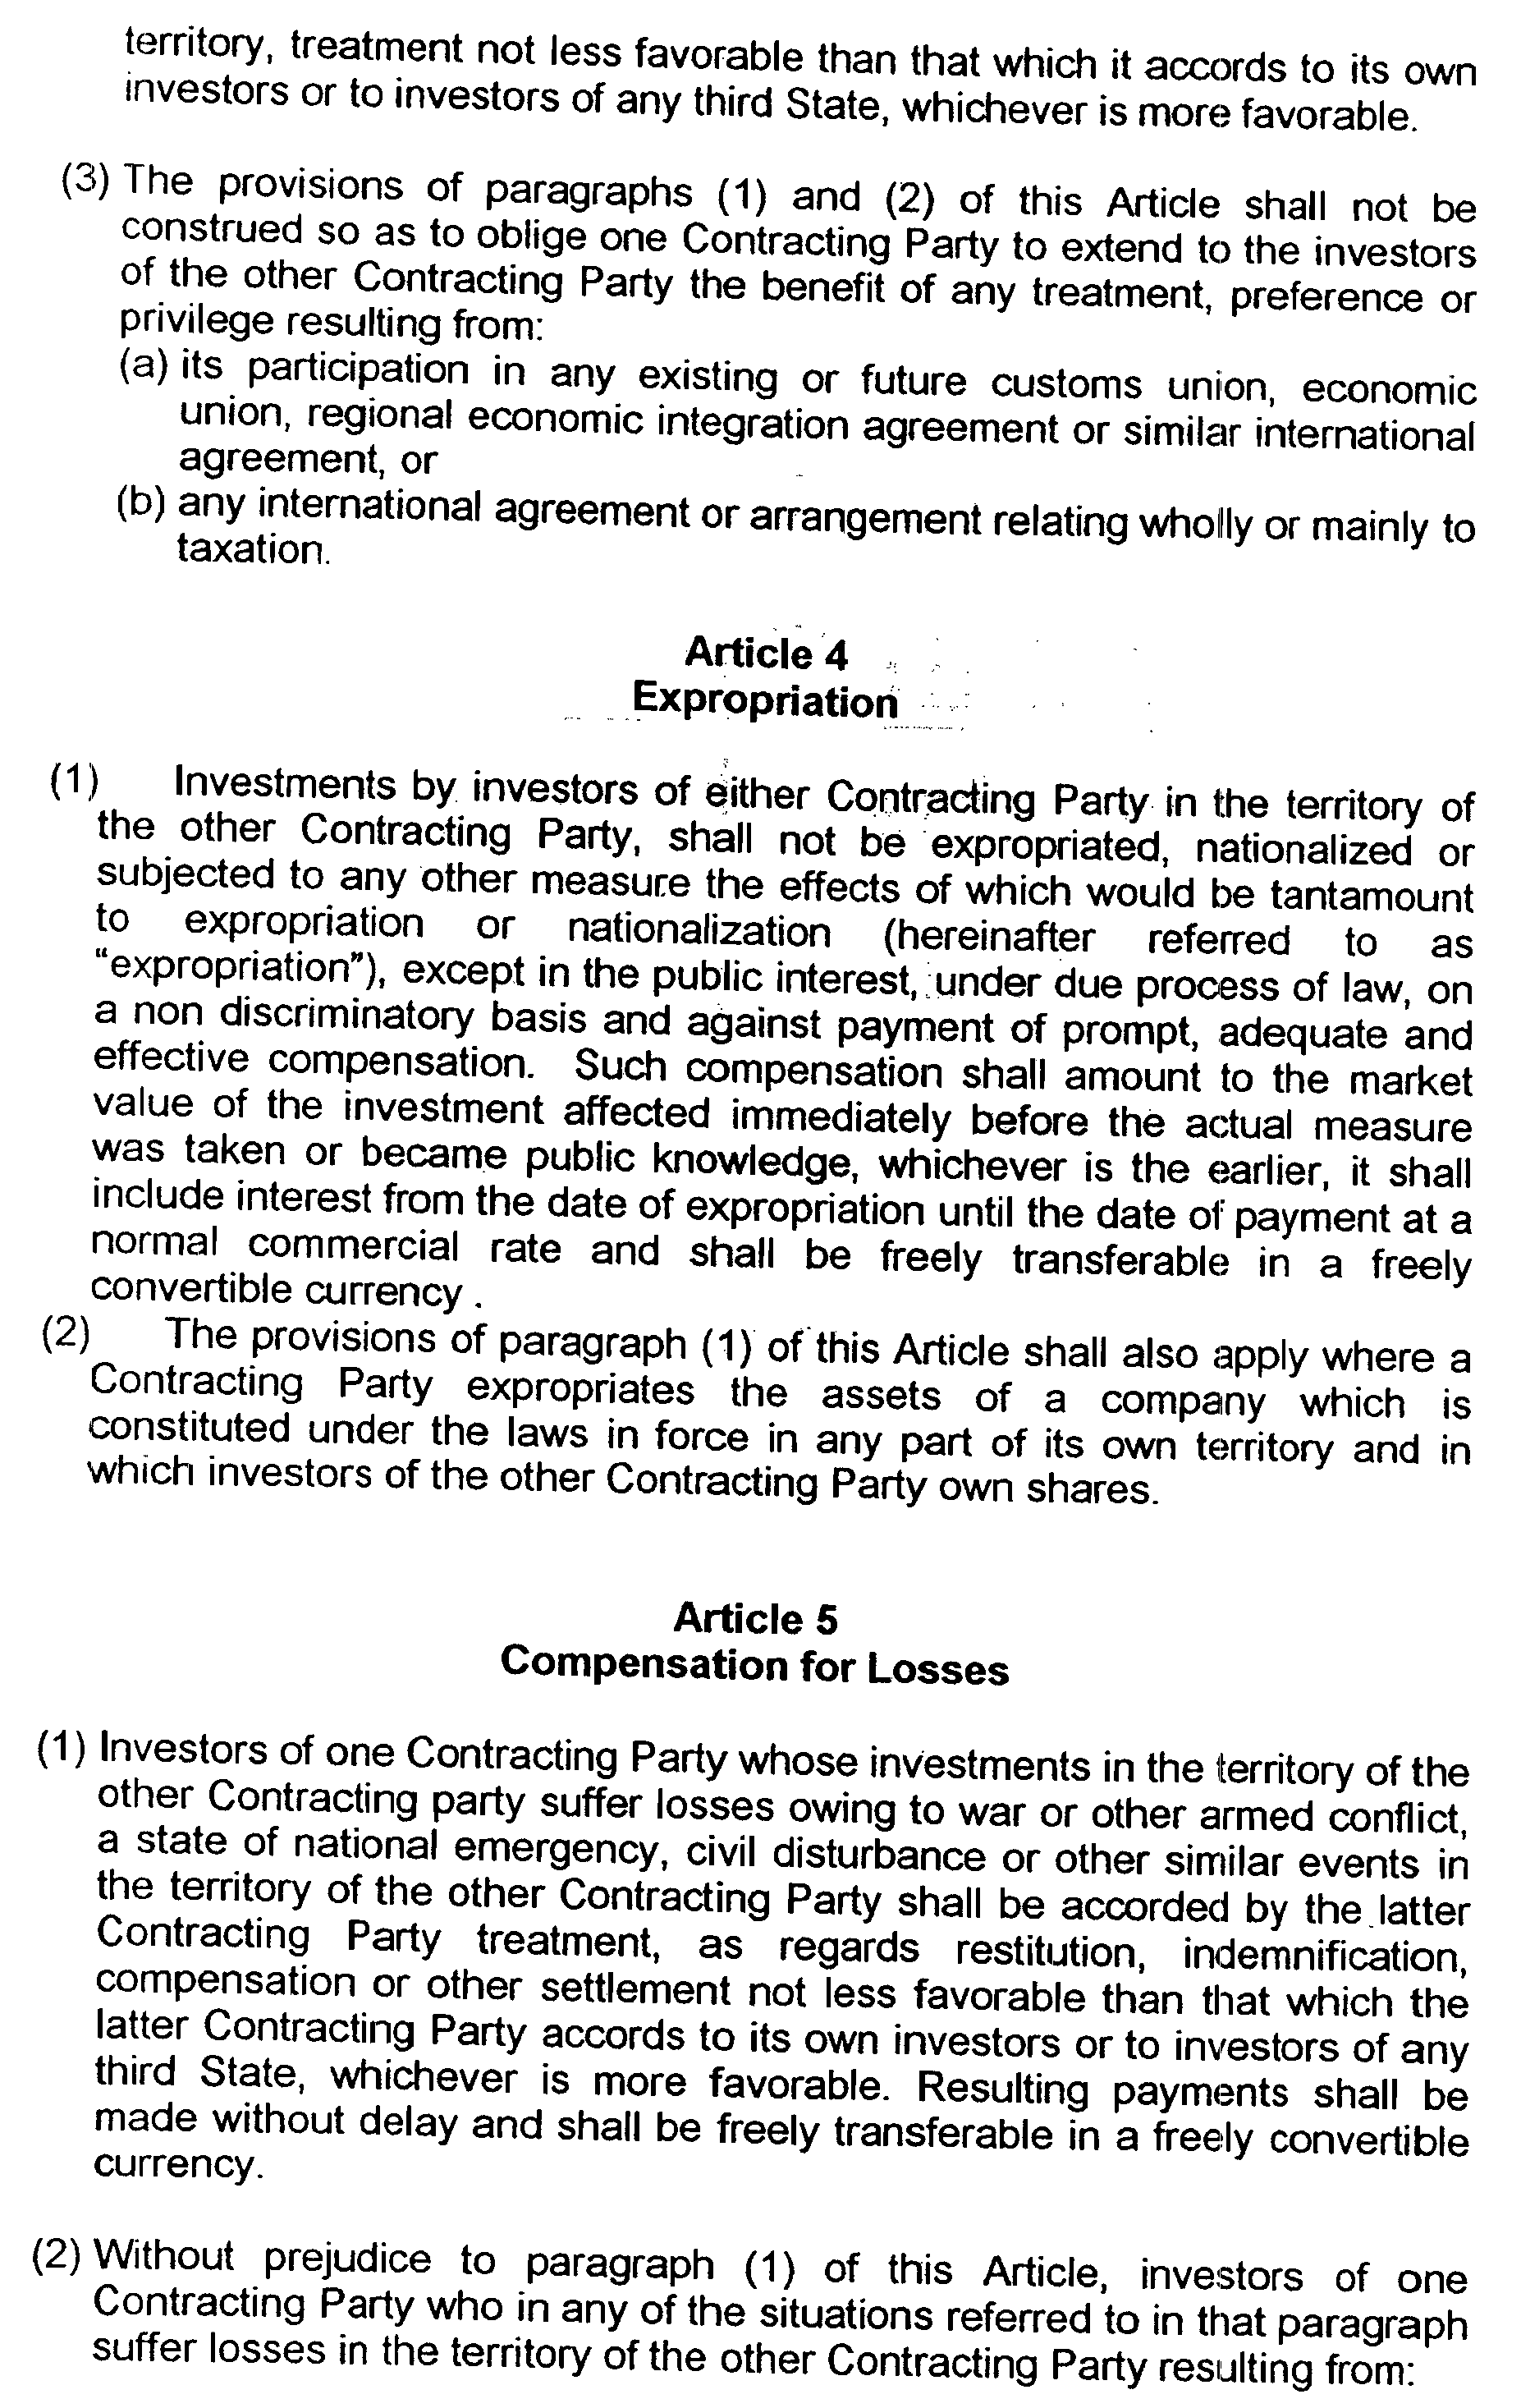 territory, treatment not less favorable than that which it accords to its own
investors or to investors of any third State, whichever is more favorable.
(3) The provisions of paragraphs (1) and (2) of this Article shall not be
construed so as to oblige one Contracting Party to extend to the investors
of the other Contracting Party the benefit of any treatment, preference or
privilege resulting from:
(a) its participation in any existing or future customs union, economic
union, regional economic integration agreement or similar international
agreement, or
(b) any international agreement or arrangement relating wholly or mainly to
taxation.
Article 4
Expropriation
(1) Investments by investors of either Contracting Party in the territory of
the other Contracting Party, shall not be expropriated, nationalized or
subjected to any other measure the effects of which would be tantamount
to expropriation or nationalization (hereinafter referred to as
“expropriation”), except in the public interest, under due process of law, on
a non discriminatory basis and against payment of prompt, adequate and
effective compensation. Such compensation shall amount to the market
value of the investment affected immediately before the actual measure
was taken or became public knowledge, whichever is the earlier, it shall
include interest from the date of expropriation until the date of payment at a
normal commercial rate and shall be freely transferable in a freely
convertible currency .
(2) The provisions of paragraph (1) of this Article shall also apply where a
Contracting Party expropriates the assets of a company which is
constituted under the laws in force in any part of its own territory and in
which investors of the other Contracting Party own shares.
Article 5
Compensation for Losses
(1) Investors of one Contracting Party whose investments in the territory of the
other Contracting party suffer losses owing to war or other armed conflict,
a state of national emergency, civil disturbance or other similar events in
the territory of the other Contracting Party shall be accorded by the latter
Contracting Party treatment, as regards restitution, indemnification,
compensation or other settlement not less favorable than that which the
latter Contracting Party accords to its own investors or to investors of any
third State, whichever is more favorable. Resulting payments shall be
made without delay and shall be freely transferable in a freely convertible
currency.
(2) Without prejudice to paragraph (1) of this Article, investors of one
Contracting Party who in any of the situations referred to in that paragraph
suffer losses in the territory of the other Contracting Party resulting from: